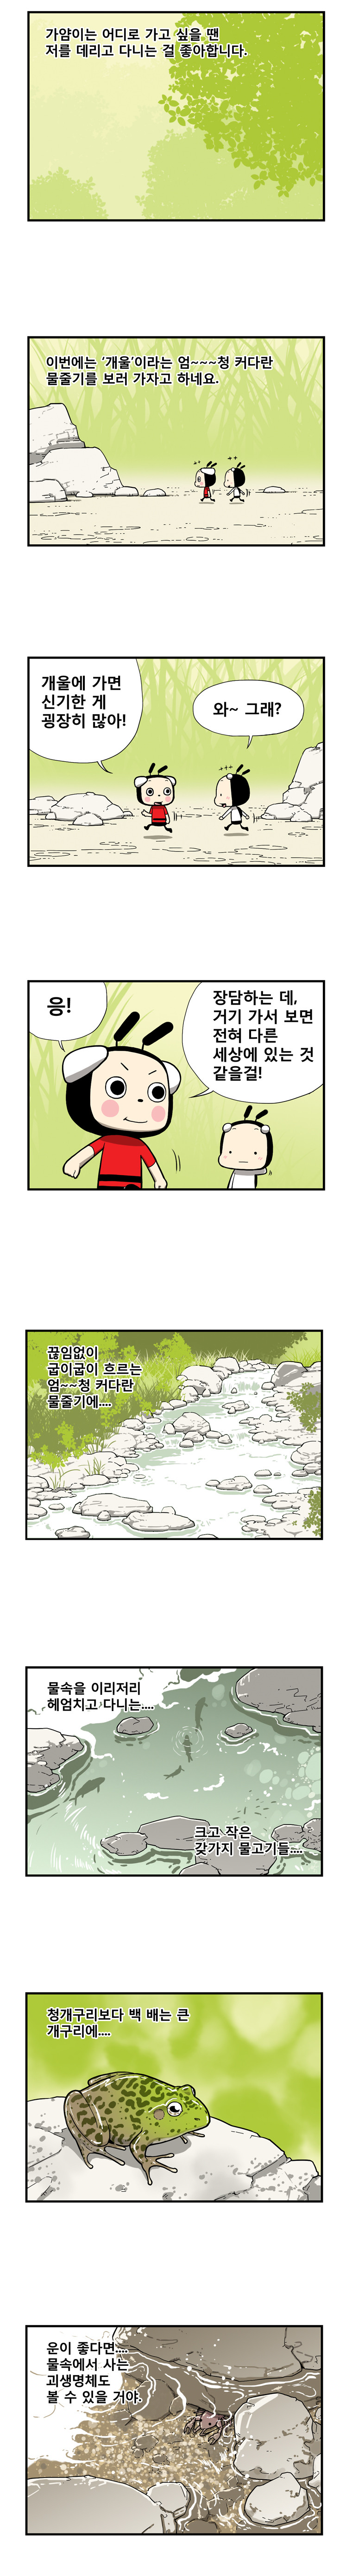 가얌이는 어디로 가고 싶을 땐
저를 데리고 다니는 걸 좋아합니다.
이번에는 '개울'이라는 엄~~~청 커다란
물줄기를 보러 가자고 하네요.
개울에 가면
신기한 게
굉장히 많아!
와~ 그래?
응!
장담하는 데,
거기 가서 보면
전혀 다른
세상에 있는 것
같을걸!
끊임없이
굽이굽이 흐르는
엄~~청 커다란
물줄기에....
물속을 이리저리
헤엄치고 다니는....
크고 작은
갖가지 물고기들....
청개구리보다 백 배는 큰
개구리에....
운이 좋다면....
물속에서 사는
괴생명체도
볼 수 있을 거야.